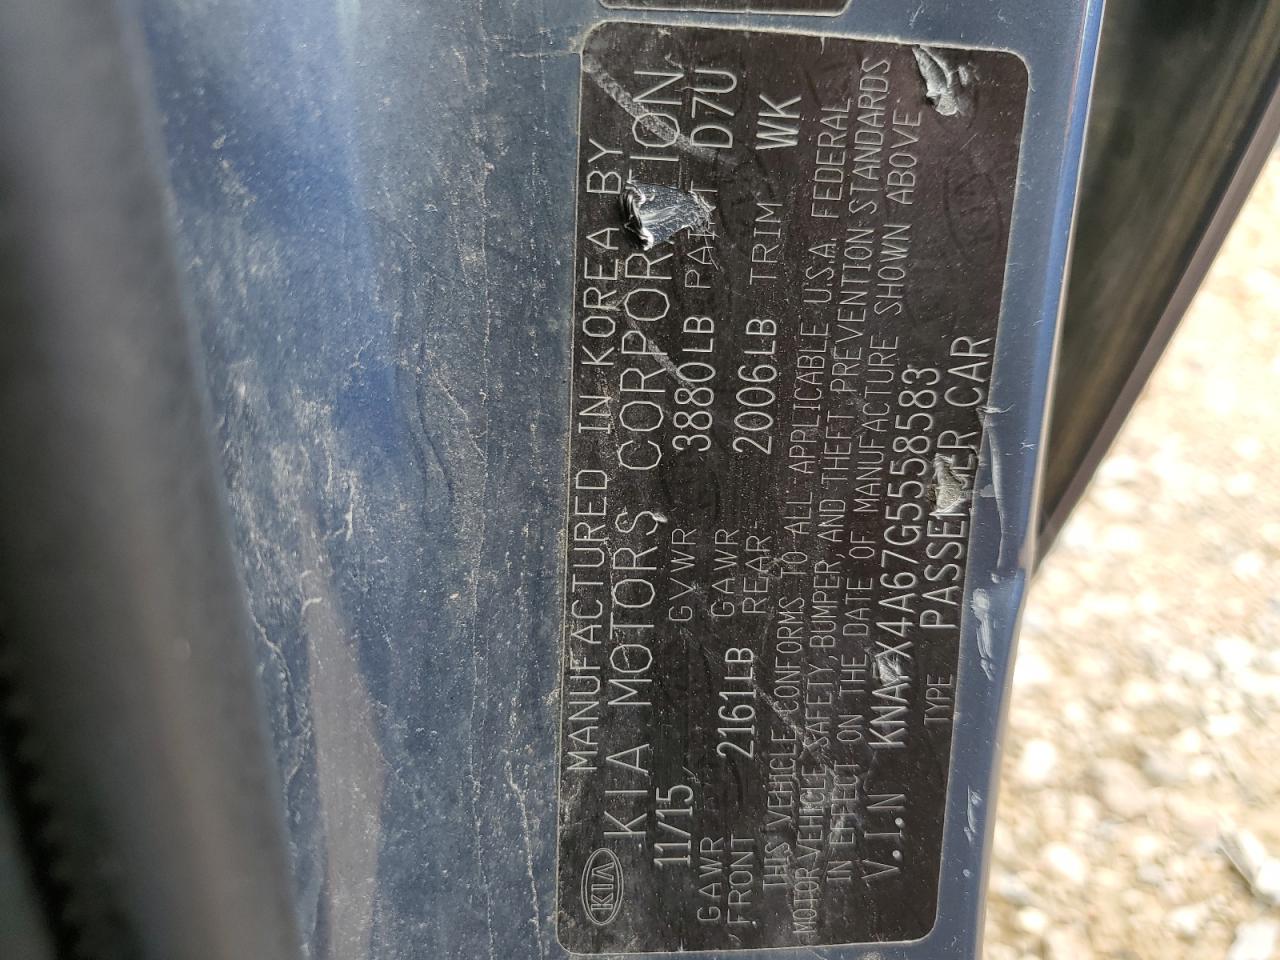 MANUFACTURED IN KOREA BY
KIA KIA MOTORS CORPORATION
11/15 GVWR 3880LB PAINT D7U
GAWR FRONT 2161LB GAWR REAR 2006LB TRIM WK
THIS VEHICLE CONFORMS TO ALL APPLICABLE U.S.A. FEDERAL
MOTOR VEHICLE SAFETY, BUMPER, AND THEFT PREVENTION STANDARDS
IN EFFECT ON THE DATE OF MANUFACTURE SHOWN ABOVE
V.I.N
TYPE PASSENGER CAR